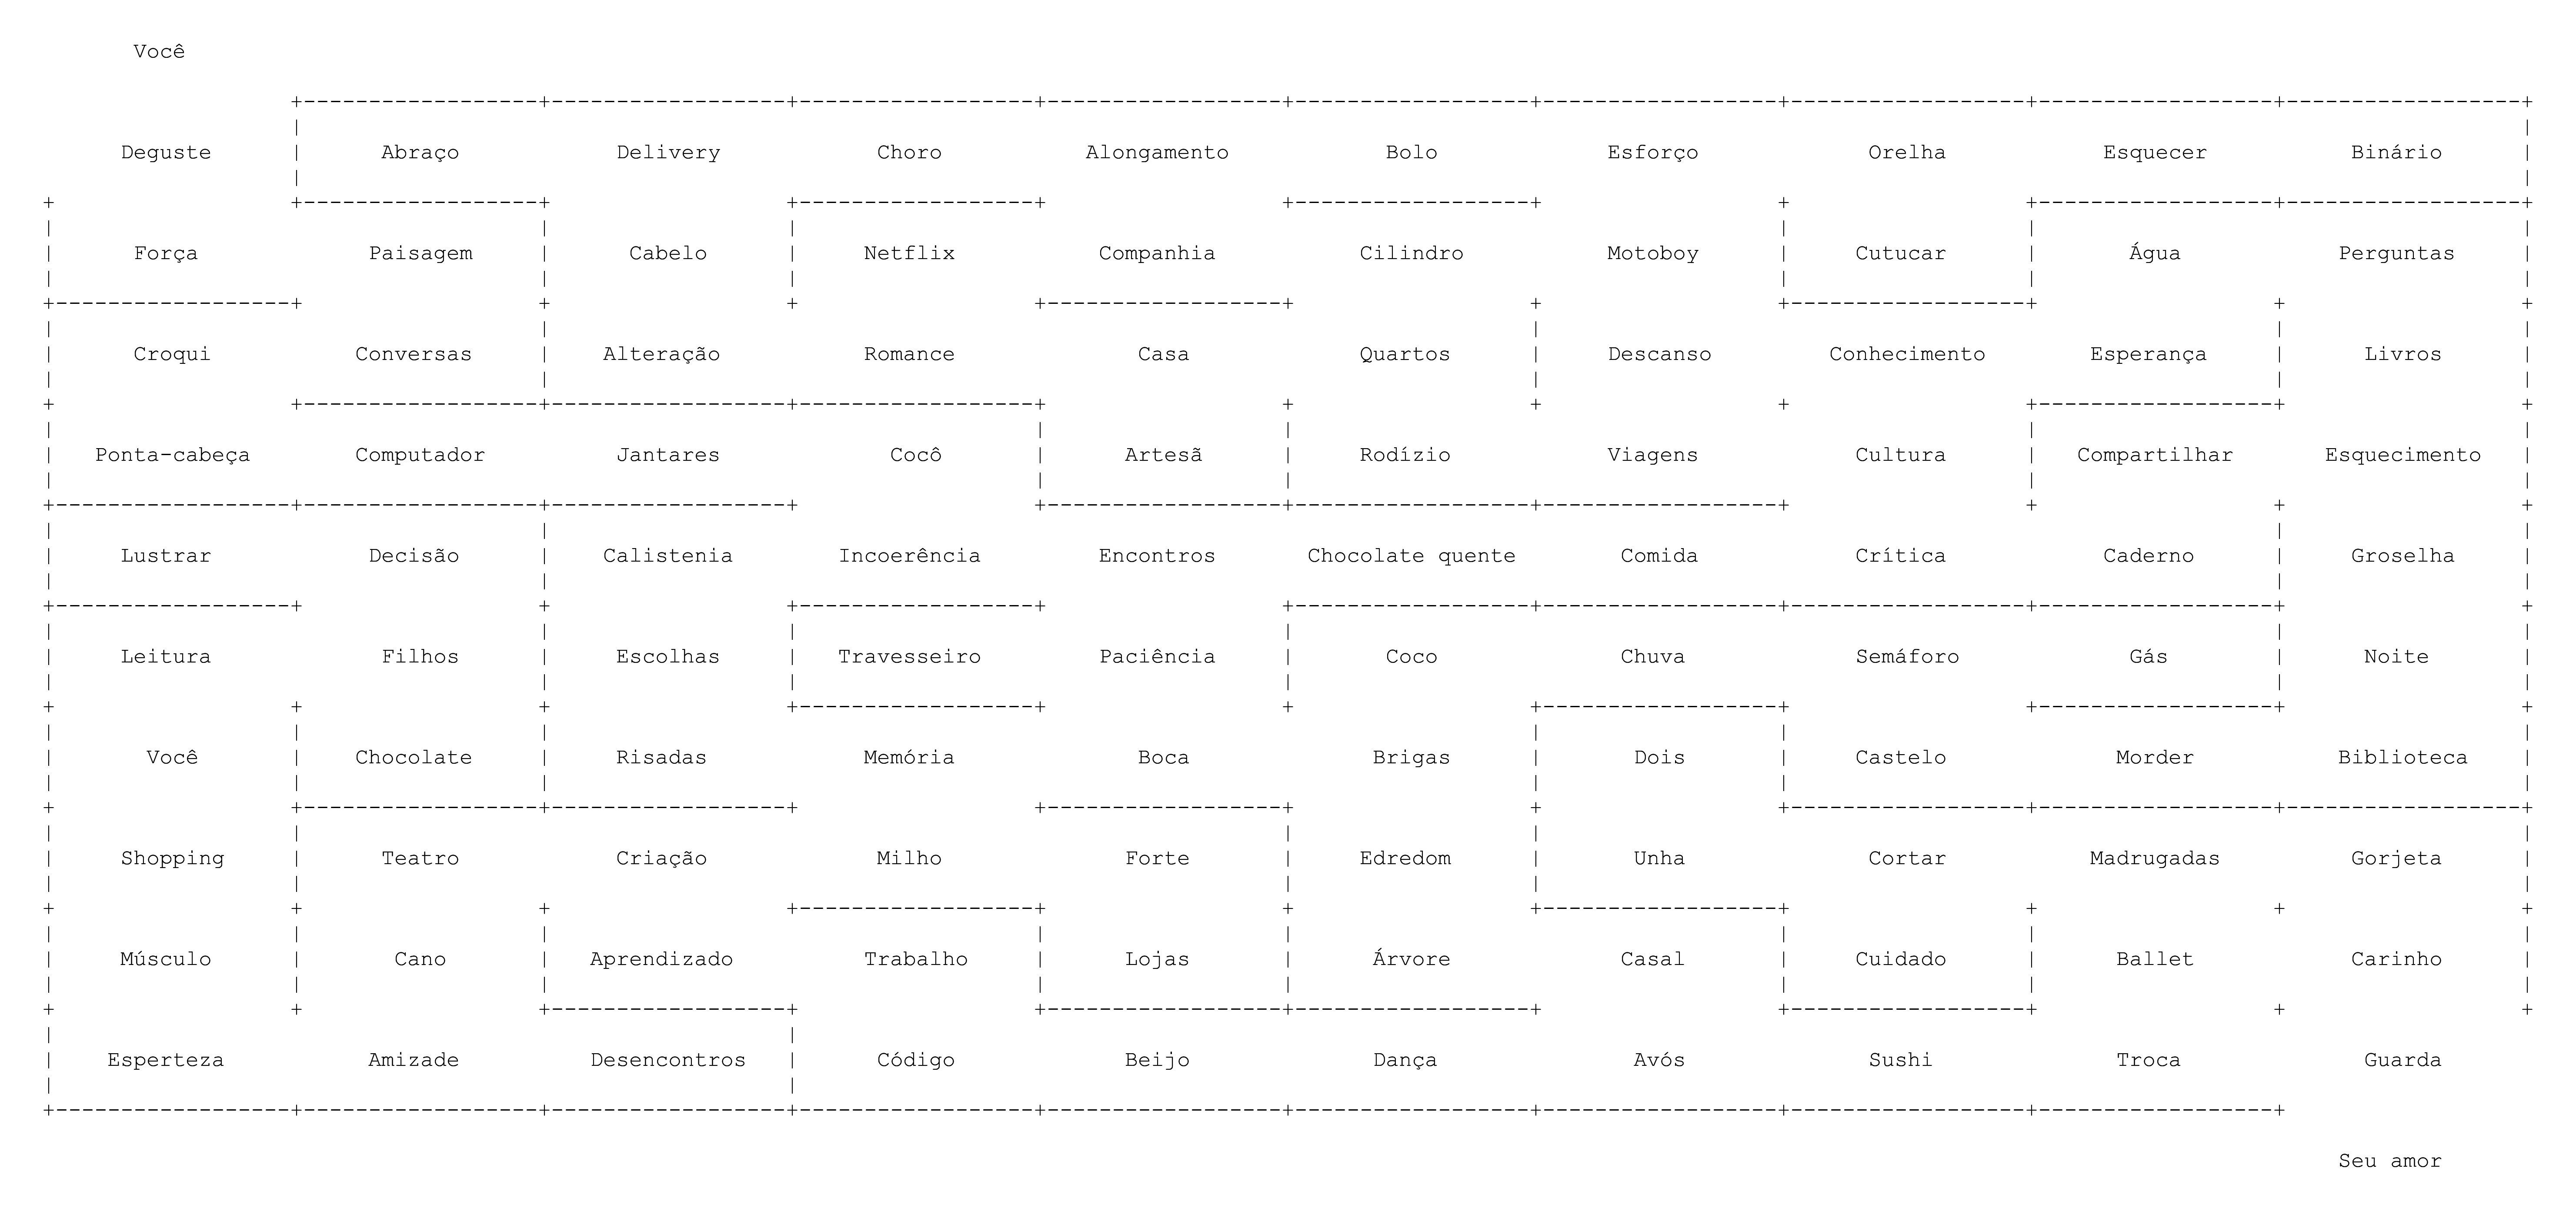 Você
Deguste Abraço Delivery Choro Alongamento Bolo Esforço Orelha Esquecer Binário
Força Paisagem Cabelo Netflix Companhia Cilindro Motoboy Cutucar Água Perguntas
Croqui Conversas Alteração Romance Casa Quartos Descanso Conhecimento Esperança Livros
Ponta-cabeça Computador Jantares Cocô Artesã Rodízio Viagens Cultura Compartilhar Esquecimento
Lustrar Decisão Calistenia Incoerência Encontros Chocolate quente Comida Crítica Caderno Groselha
Leitura Filhos Escolhas Travesseiro Paciência Coco Chuva Semáforo Gás Noite
Você Chocolate Risadas Memória Boca Brigas Dois Castelo Morder Biblioteca
Shopping Teatro Criação Milho Forte Edredom Unha Cortar Madrugadas Gorjeta
Músculo Cano Aprendizado Trabalho Lojas Árvore Casal Cuidado Ballet Carinho
Esperteza Amizade Desencontros Código Beijo Dança Avós Sushi Troca Guarda
Seu amor